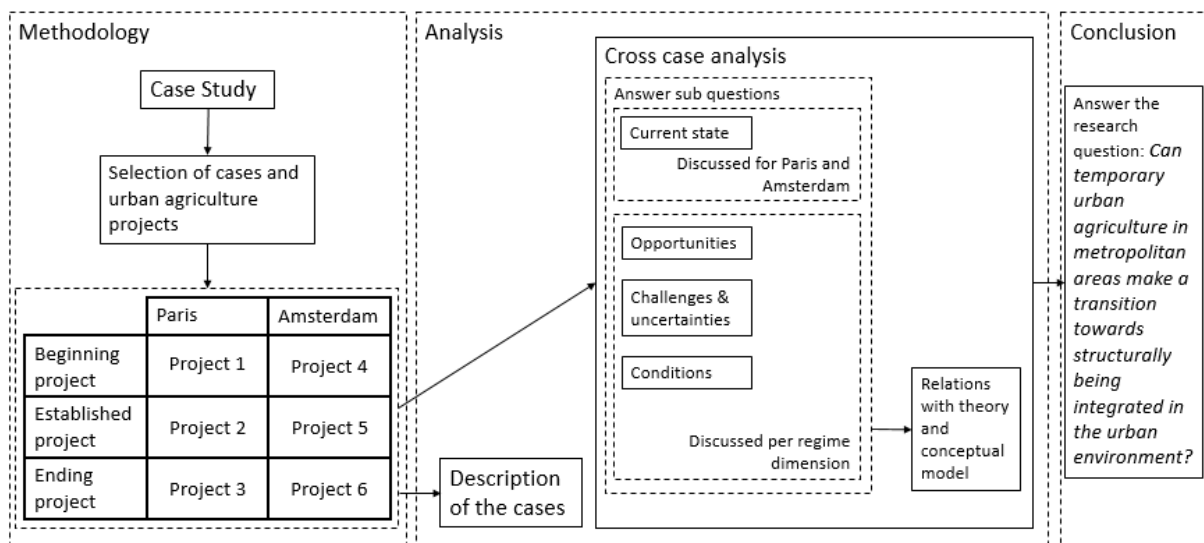 Methodology
Case Study
Selection of cases and
urban agriculture
projects
Paris
Amsterdam
Beginning
project
Project 1
Project 4
Established
project
Project 2
Project 5
Ending
project
Project 3
Project 6
Analysis
Description
of the cases
Cross case analysis
Answer sub questions
Current state
Discussed for Paris and
Amsterdam
Opportunities
Challenges &
uncertainties
Conditions
Discussed per regime
dimension
Relations
with theory
and
conceptual
model
Conclusion
Answer the
research
question: Can
temporary
urban
agriculture in
metropolitan
areas make a
transition
towards
structurally
being
integrated in
the urban
environment?